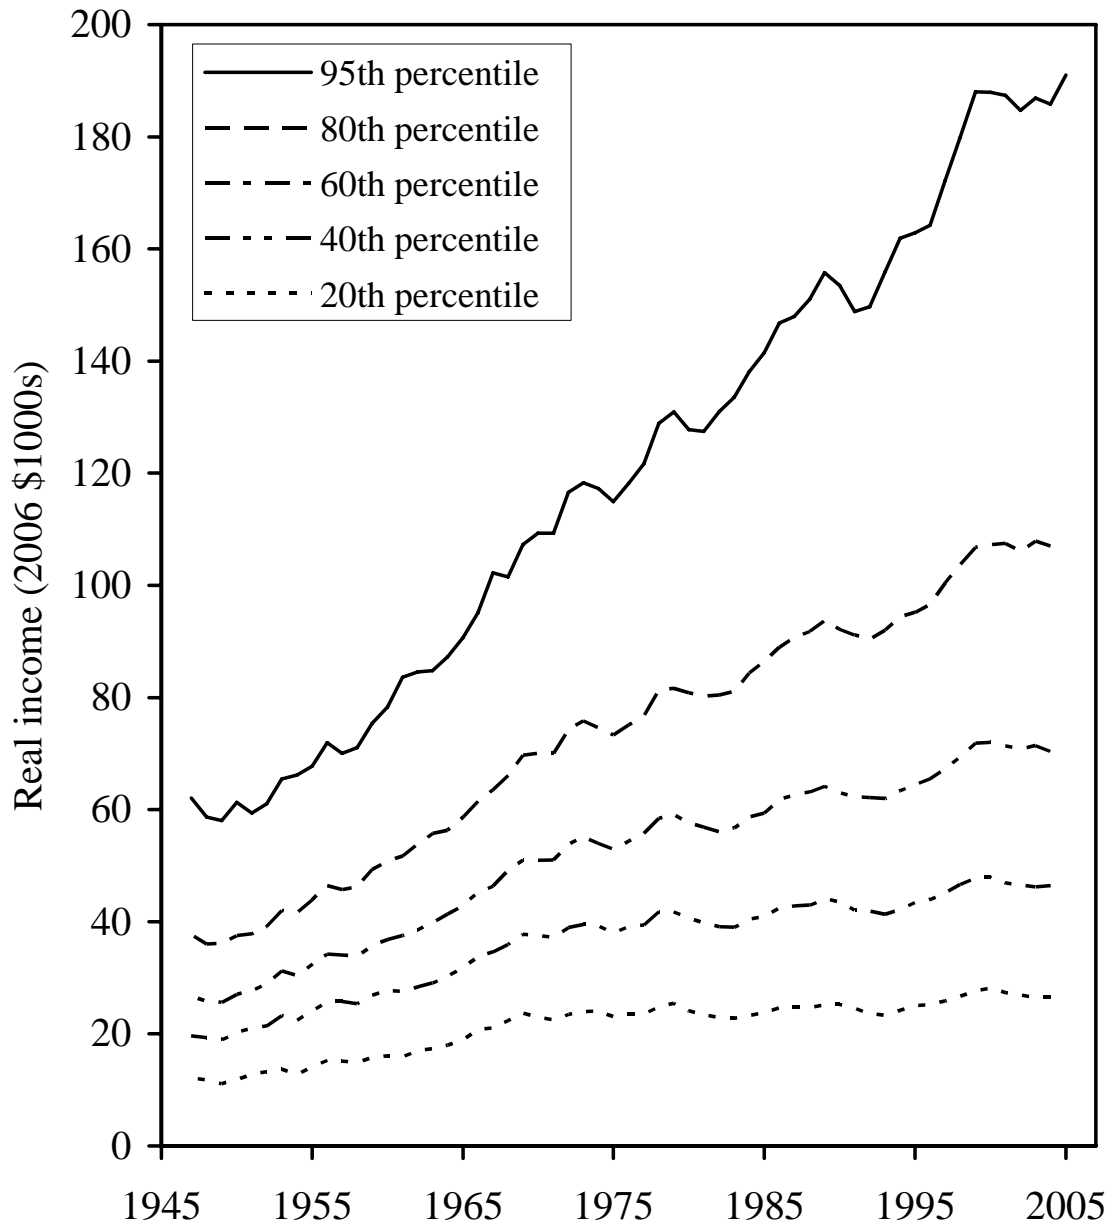 200
180
160
140
120
100
80
60
40
20
0
Real income (2006 $1000s)
95th percentile
80th percentile
60th percentile
40th percentile
20th percentile
1945 1955 1965 1975 1985 1995 2005